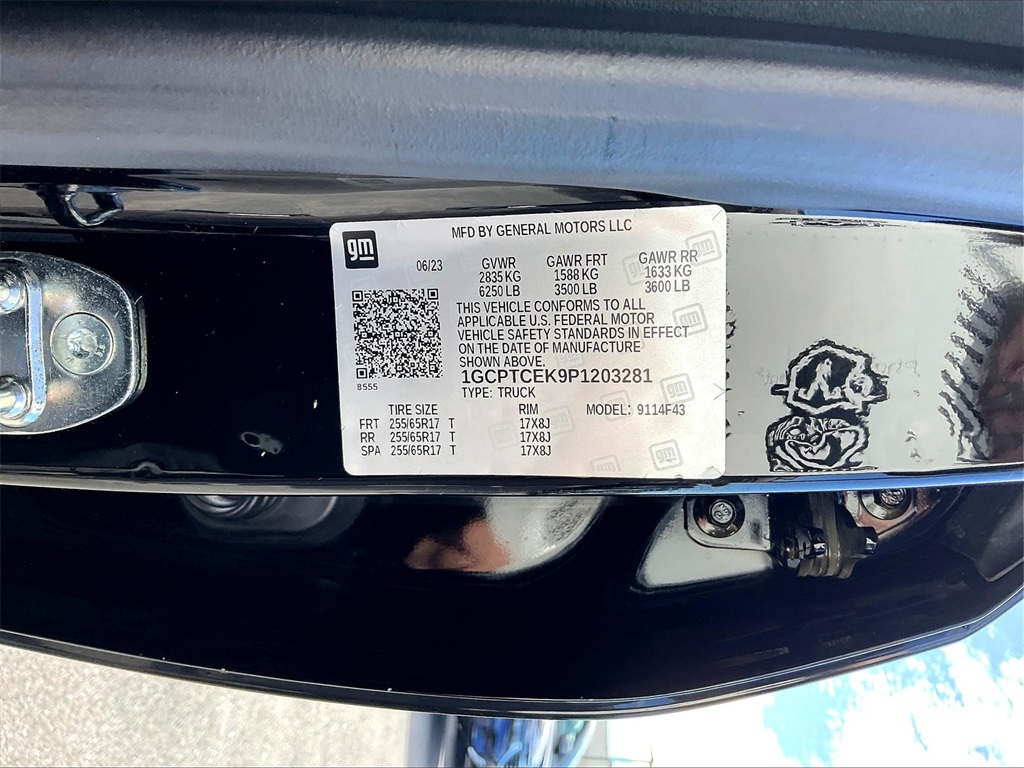 gm
MFD BY GENERAL MOTORS LLC
06/23 GVWR GAWR FRT GAWR RR
2835 KG 1588 KG 1633 KG
6250 LB 3500 LB 3600 LB
THIS VEHICLE CONFORMS TO ALL
APPLICABLE U.S. FEDERAL MOTOR
VEHICLE SAFETY STANDARDS IN EFFECT
ON THE DATE OF MANUFACTURE
SHOWN ABOVE.
8555 1GCPTCEK9P1203281
TYPE: TRUCK
TIRE SIZE RIM MODEL: 9114F43
FRT 255/65R17 T 17X8J
RR 255/65R17 T 17X8J
SPA 255/65R17 T 17X8J